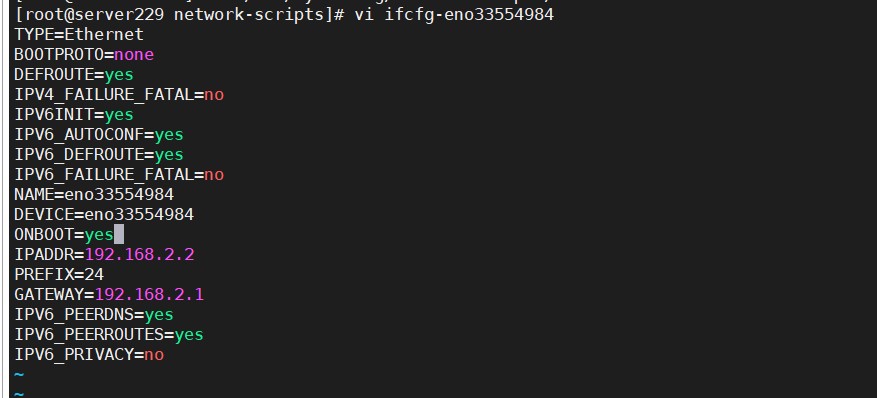 [root@server229 network-scripts]# vi ifcfg-eno33554984
TYPE=Ethernet
BOOTPROTO=none
DEFROUTE=yes
IPV4_FAILURE_FATAL=no
IPV6INIT=yes
IPV6_AUTOCONF=yes
IPV6_DEFROUTE=yes
IPV6_FAILURE_FATAL=no
NAME=eno33554984
DEVICE=eno33554984
ONBOOT=yes
IPADDR=192.168.2.2
PREFIX=24
GATEWAY=192.168.2.1
IPV6_PEERDNS=yes
IPV6_PEERROUTES=yes
IPV6_PRIVACY=no
~
~